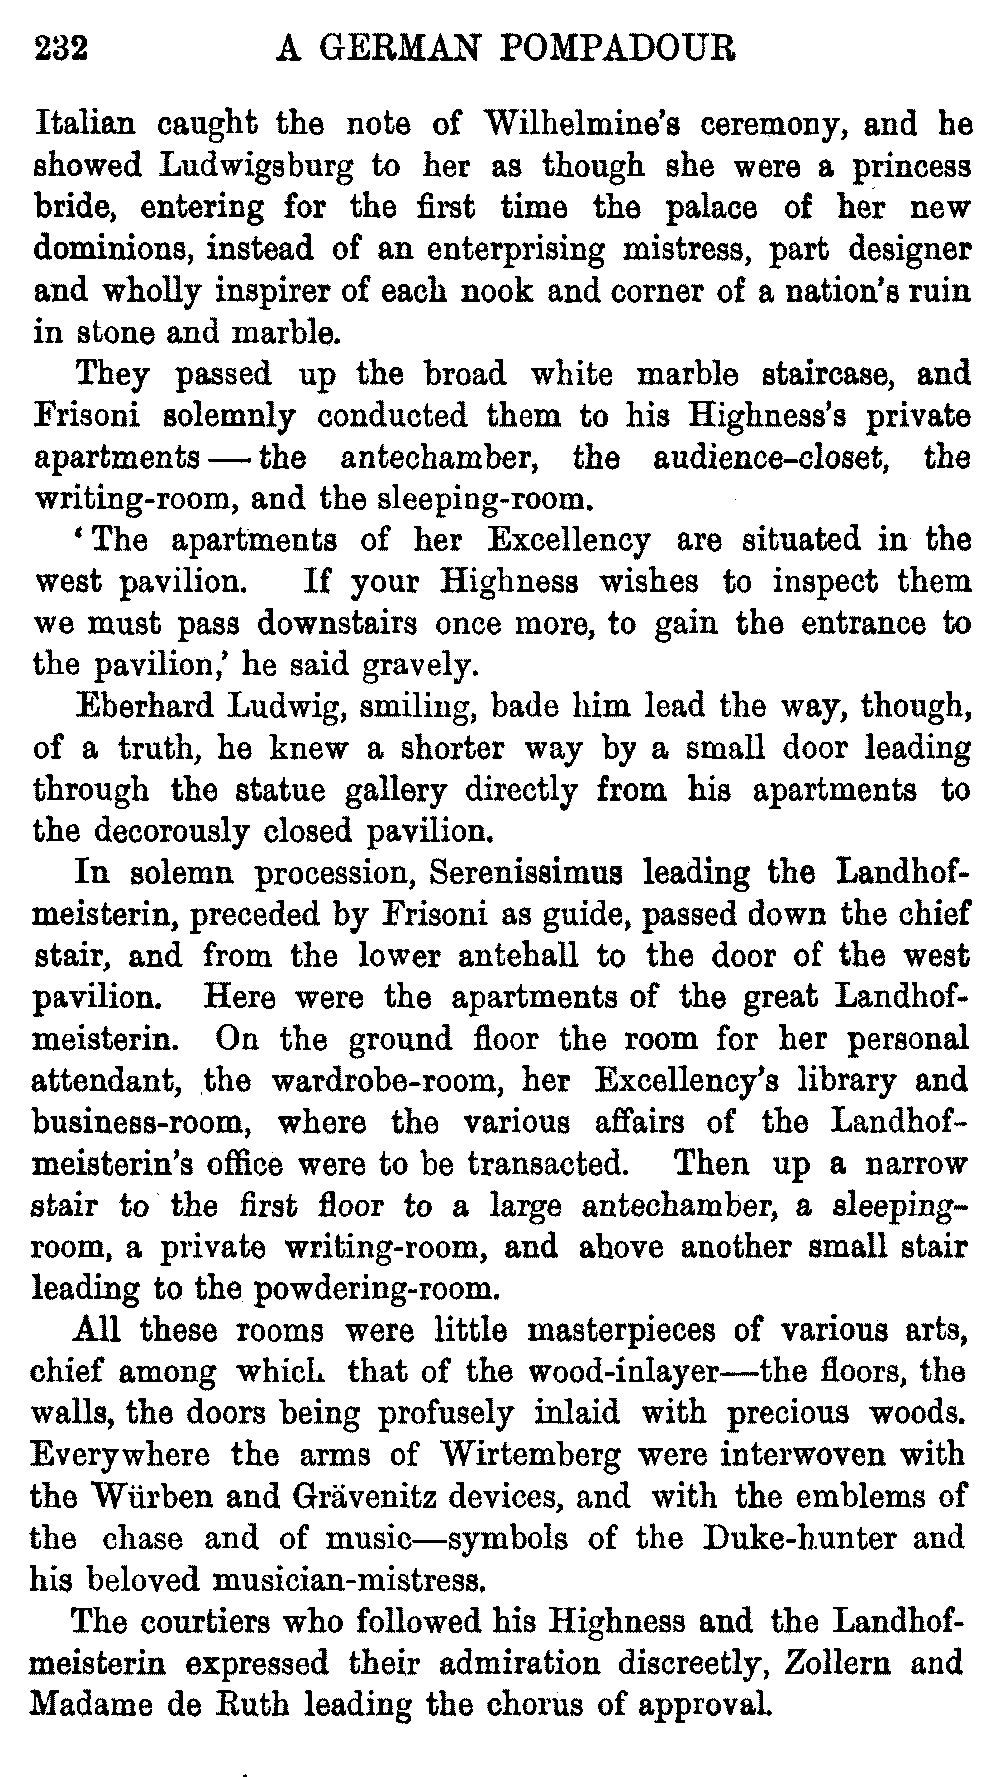 232 A GERMAN POMPADOUR
Italian caught the note of Wilhelmine's ceremony, and he
showed Ludwigsburg to her as though she were a princess
bride, entering for the first time the palace of her new
dominions, instead of an enterprising mistress, part designer
and wholly inspirer of each nook and corner of a nation's ruin
in stone and marble.
They passed up the broad white marble staircase, and
Frisoni solemnly conducted them to his Highness's private
apartments — the antechamber, the audience-closet, the
writing-room, and the sleeping-room.
‘The apartments of her Excellency are situated in the
west pavilion. If your Highness wishes to inspect them
we must pass downstairs once more, to gain the entrance to
the pavilion,’ he said gravely.
Eberhard Ludwig, smiling, bade him lead the way, though,
of a truth, he knew a shorter way by a small door leading
through the statue gallery directly from his apartments to
the decorously closed pavilion.
In solemn procession, Serenissimus leading the Landhof-
meisterin, preceded by Frisoni as guide, passed down the chief
stair, and from the lower antehall to the door of the west
pavilion. Here were the apartments of the great Landhof-
meisterin. On the ground floor the room for her personal
attendant, the wardrobe-room, her Excellency's library and
business-room, where the various affairs of the Landhof-
meisterin's office were to be transacted. Then up a narrow
stair to the first floor to a large antechamber, a sleeping-
room, a private writing-room, and above another small stair
leading to the powdering-room.
All these rooms were little masterpieces of various arts,
chief among which that of the wood-inlayer—the floors, the
walls, the doors being profusely inlaid with precious woods.
Everywhere the arms of Wirtemberg were interwoven with
the Würben and Grävenitz devices, and with the emblems of
the chase and of music—symbols of the Duke-hunter and
his beloved musician-mistress.
The courtiers who followed his Highness and the Landhof-
meisterin expressed their admiration discreetly, Zollern and
Madame de Ruth leading the chorus of approval.